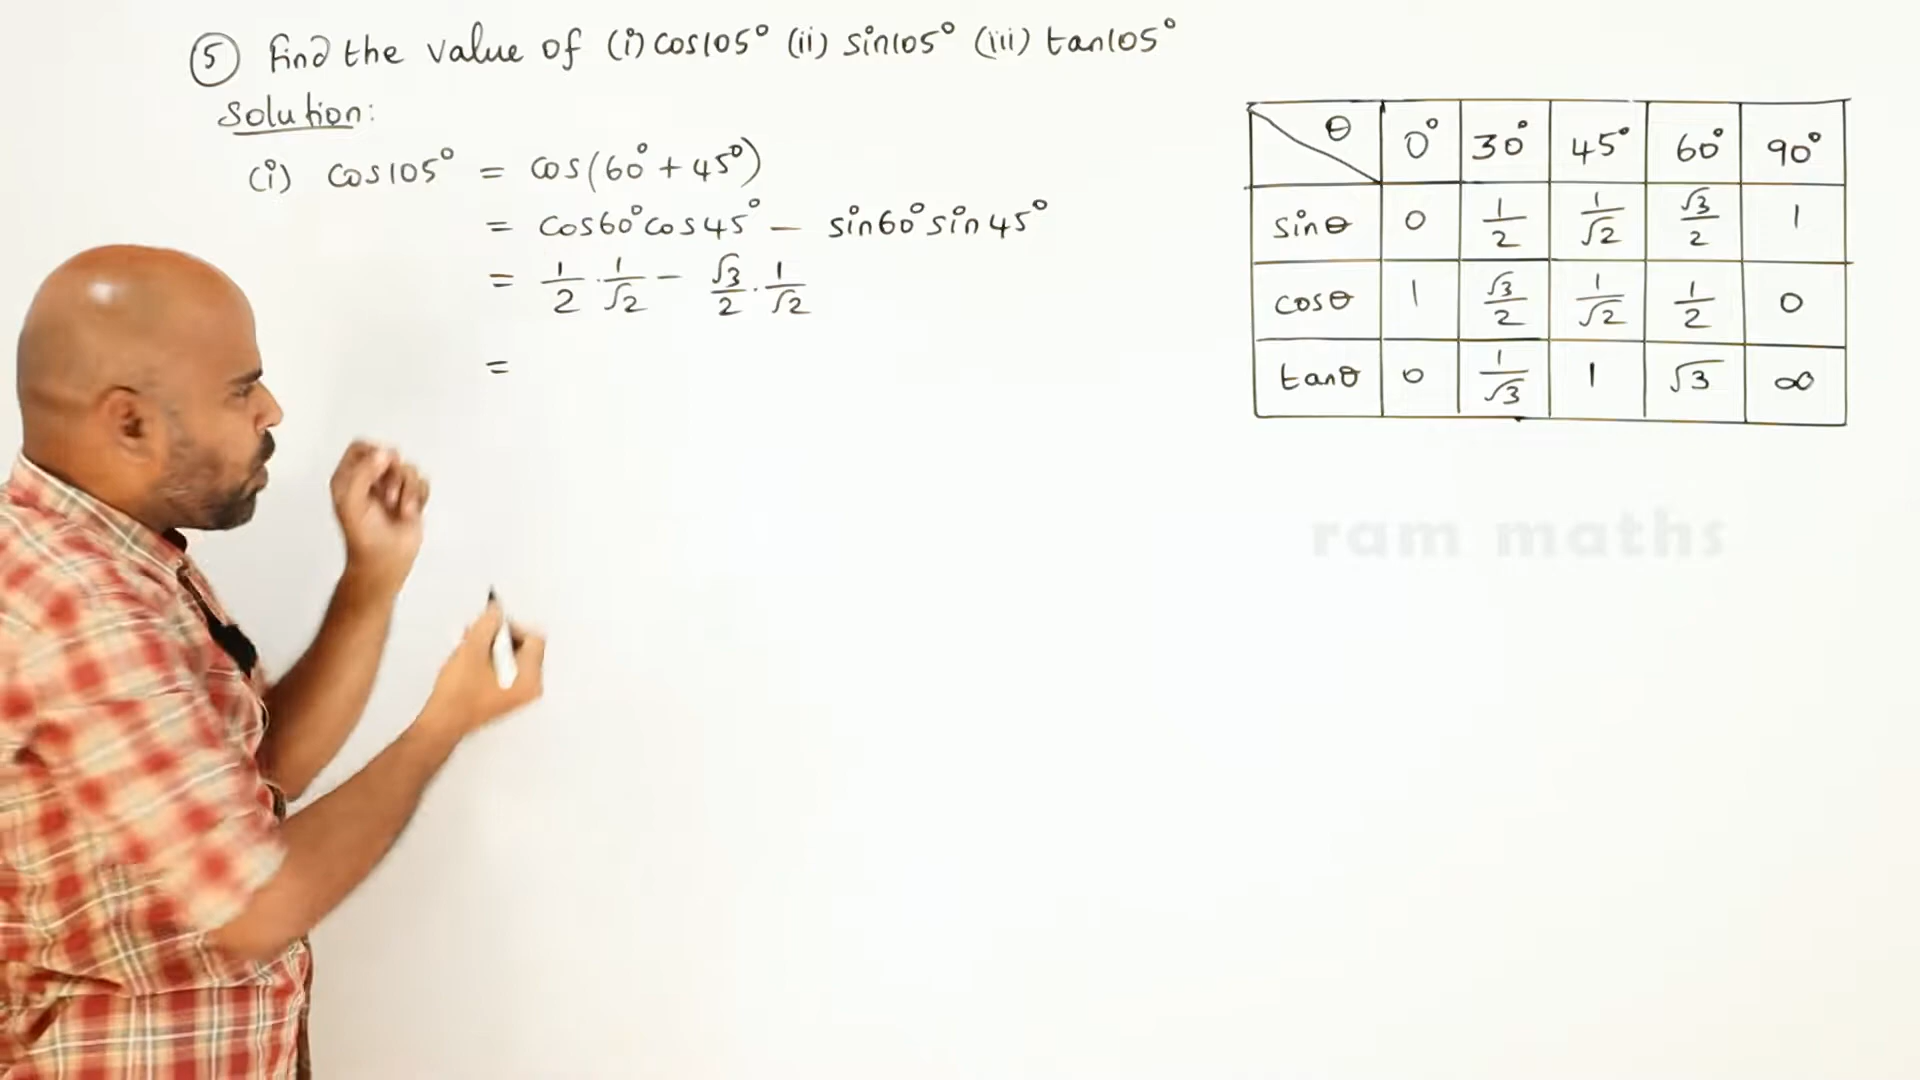 ⑤ Find the value of (i) cos105° (ii) sin105° (iii) tan105°
Solution:
(i) cos105° = cos(60° + 45°)
= cos60°cos45° – sin60°sin45°
= 1/2 · 1/√2 – √3/2 · 1/√2
=
θ 0° 30° 45° 60° 90°
sinθ 0 1/2 1/√2 √3/2 1
cosθ 1 √3/2 1/√2 1/2 0
tanθ 0 1/√3 1 √3 ∞
ram maths